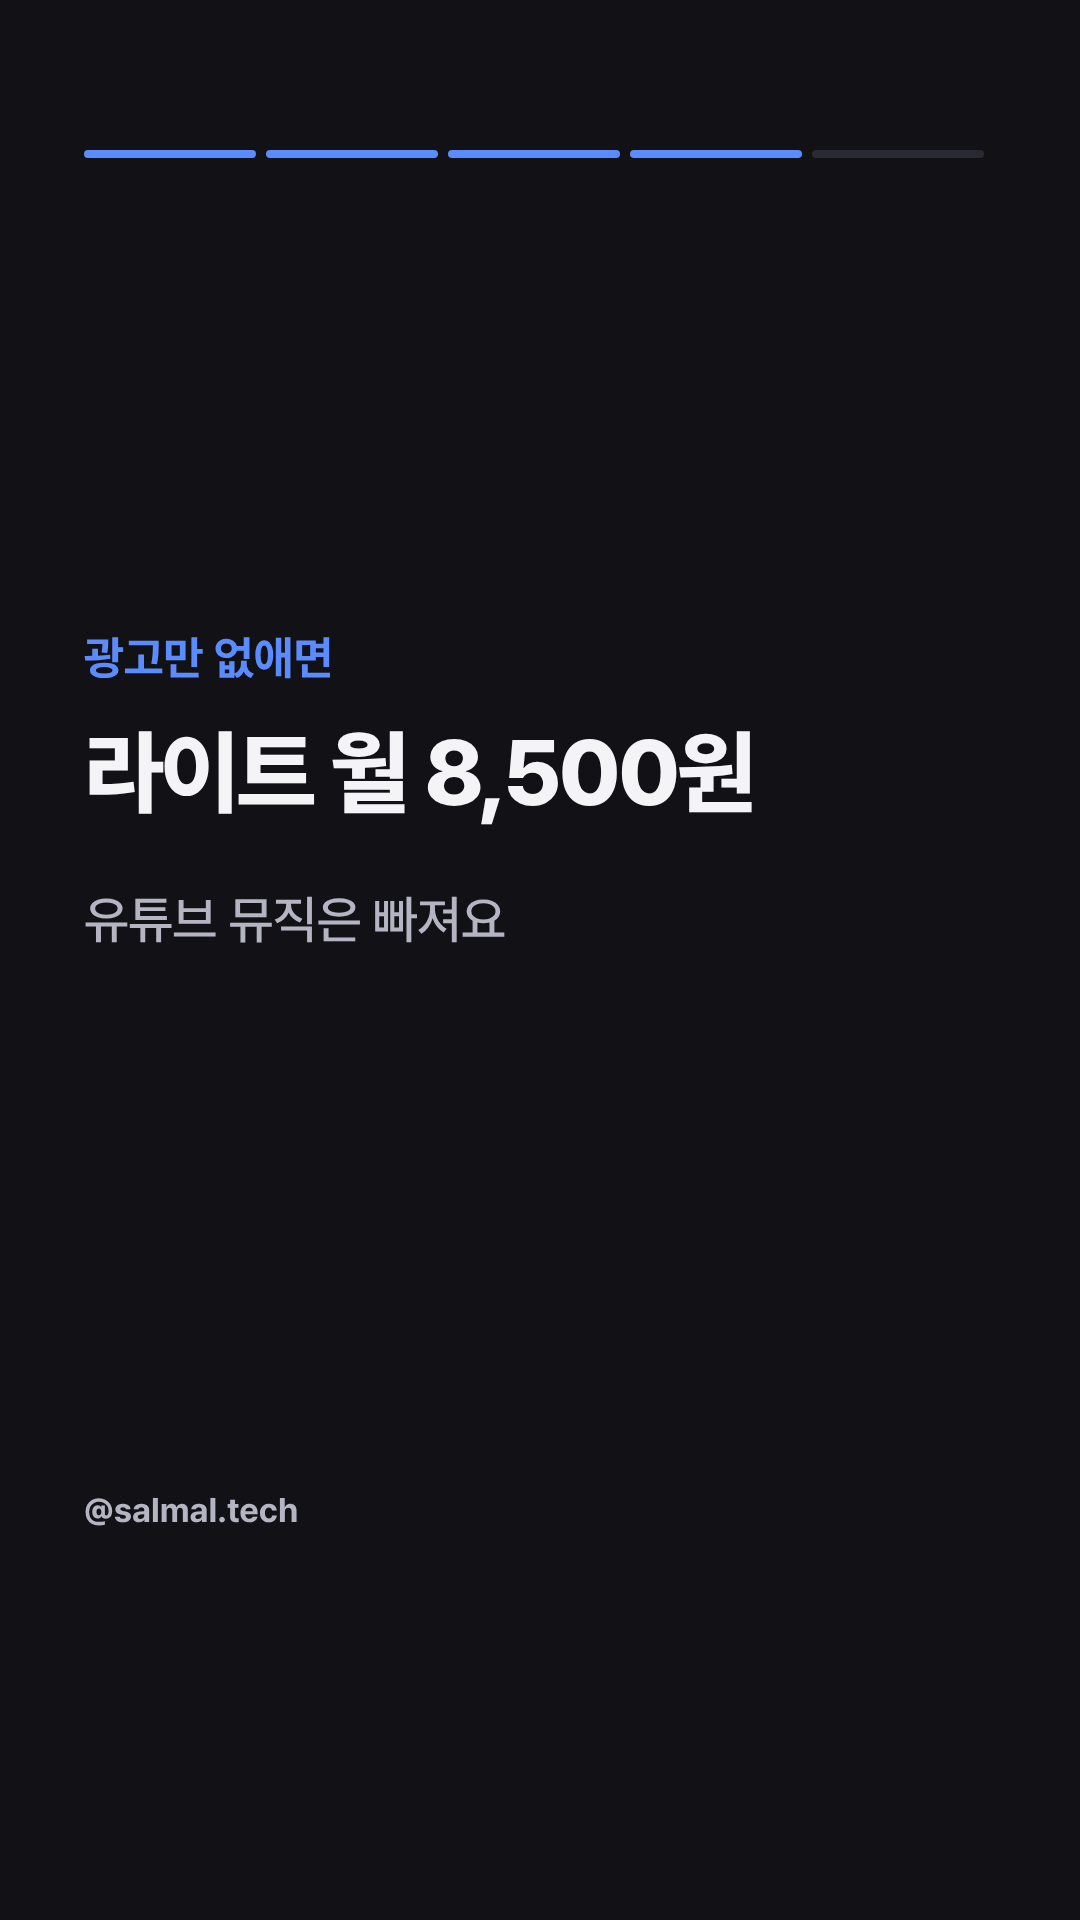 광고만 없애면
라이트 월 8,500원
유튜브 뮤직은 빠져요
@salmal.tech